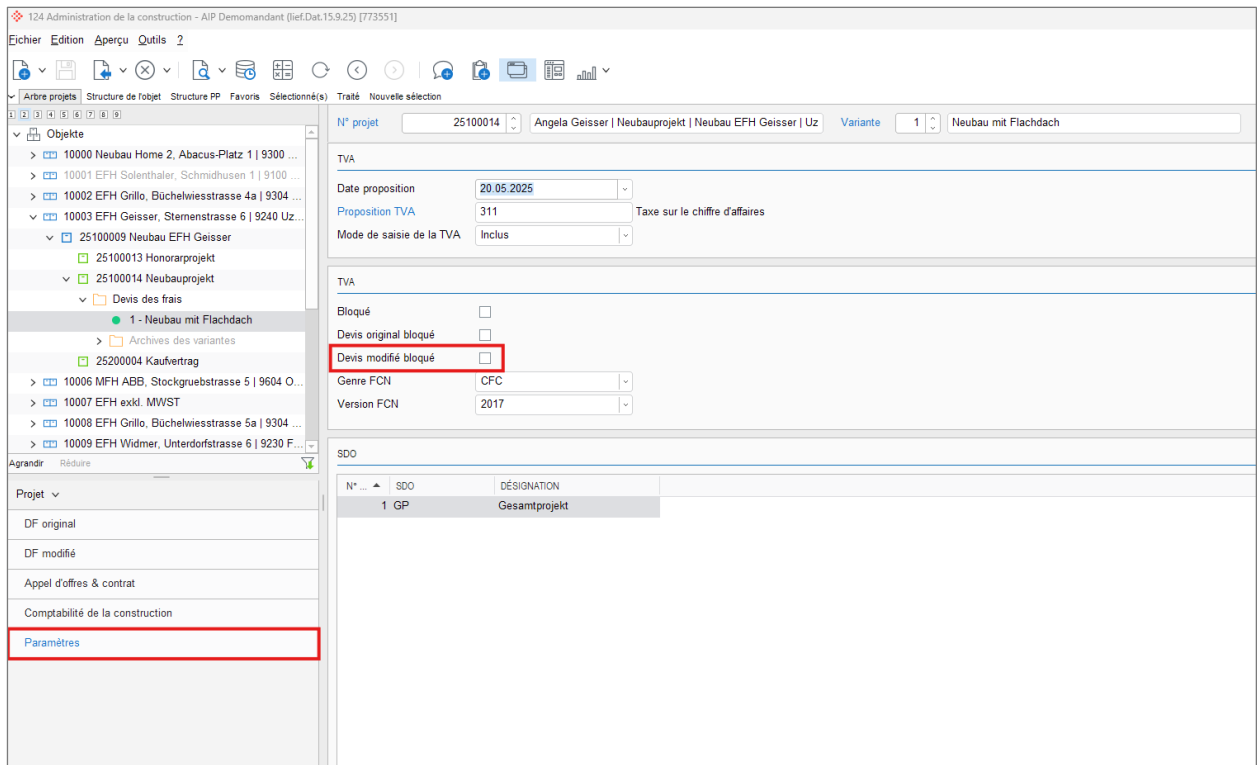 124 Administration de la construction - AIP Demomandant (lief.Dat.15.9.25) [773551]
Fichier Edition Aperçu Outils ?
Arbre projets Structure de l'objet Structure PP Favoris Sélectionné(s) Traité Nouvelle sélection
1 2 3 4 5 6 7 8 9
Objekte
10000 Neubau Home 2, Abacus-Platz 1 | 9300 ...
10001 EFH Solenthaler, Schmidhusen 1 | 9100 ...
10002 EFH Grillo, Büchelwiesstrasse 4a | 9304 ...
10003 EFH Geisser, Sternenstrasse 6 | 9240 Uz...
25100009 Neubau EFH Geisser
25100013 Honorarprojekt
25100014 Neubauprojekt
Devis des frais
1 - Neubau mit Flachdach
Archives des variantes
25200004 Kaufvertrag
10006 MFH ABB, Stockgruebstrasse 5 | 9604 O...
10007 EFH exkl. MWST
10008 EFH Grillo, Büchelwiesstrasse 5a | 9304 ...
10009 EFH Widmer, Unterdorfstrasse 6 | 9230 F...
Agrandir Réduire
Projet
DF original
DF modifié
Appel d'offres & contrat
Comptabilité de la construction
Paramètres
N° projet 25100014 Angela Geisser | Neubauprojekt | Neubau EFH Geisser | Uz Variante 1 Neubau mit Flachdach
TVA
Date proposition 20.05.2025
Proposition TVA 311 Taxe sur le chiffre d'affaires
Mode de saisie de la TVA Inclus
TVA
Bloqué
Devis original bloqué
Devis modifié bloqué
Genre FCN CFC
Version FCN 2017
SDO
N° ... SDO DÉSIGNATION
1 GP Gesamtprojekt